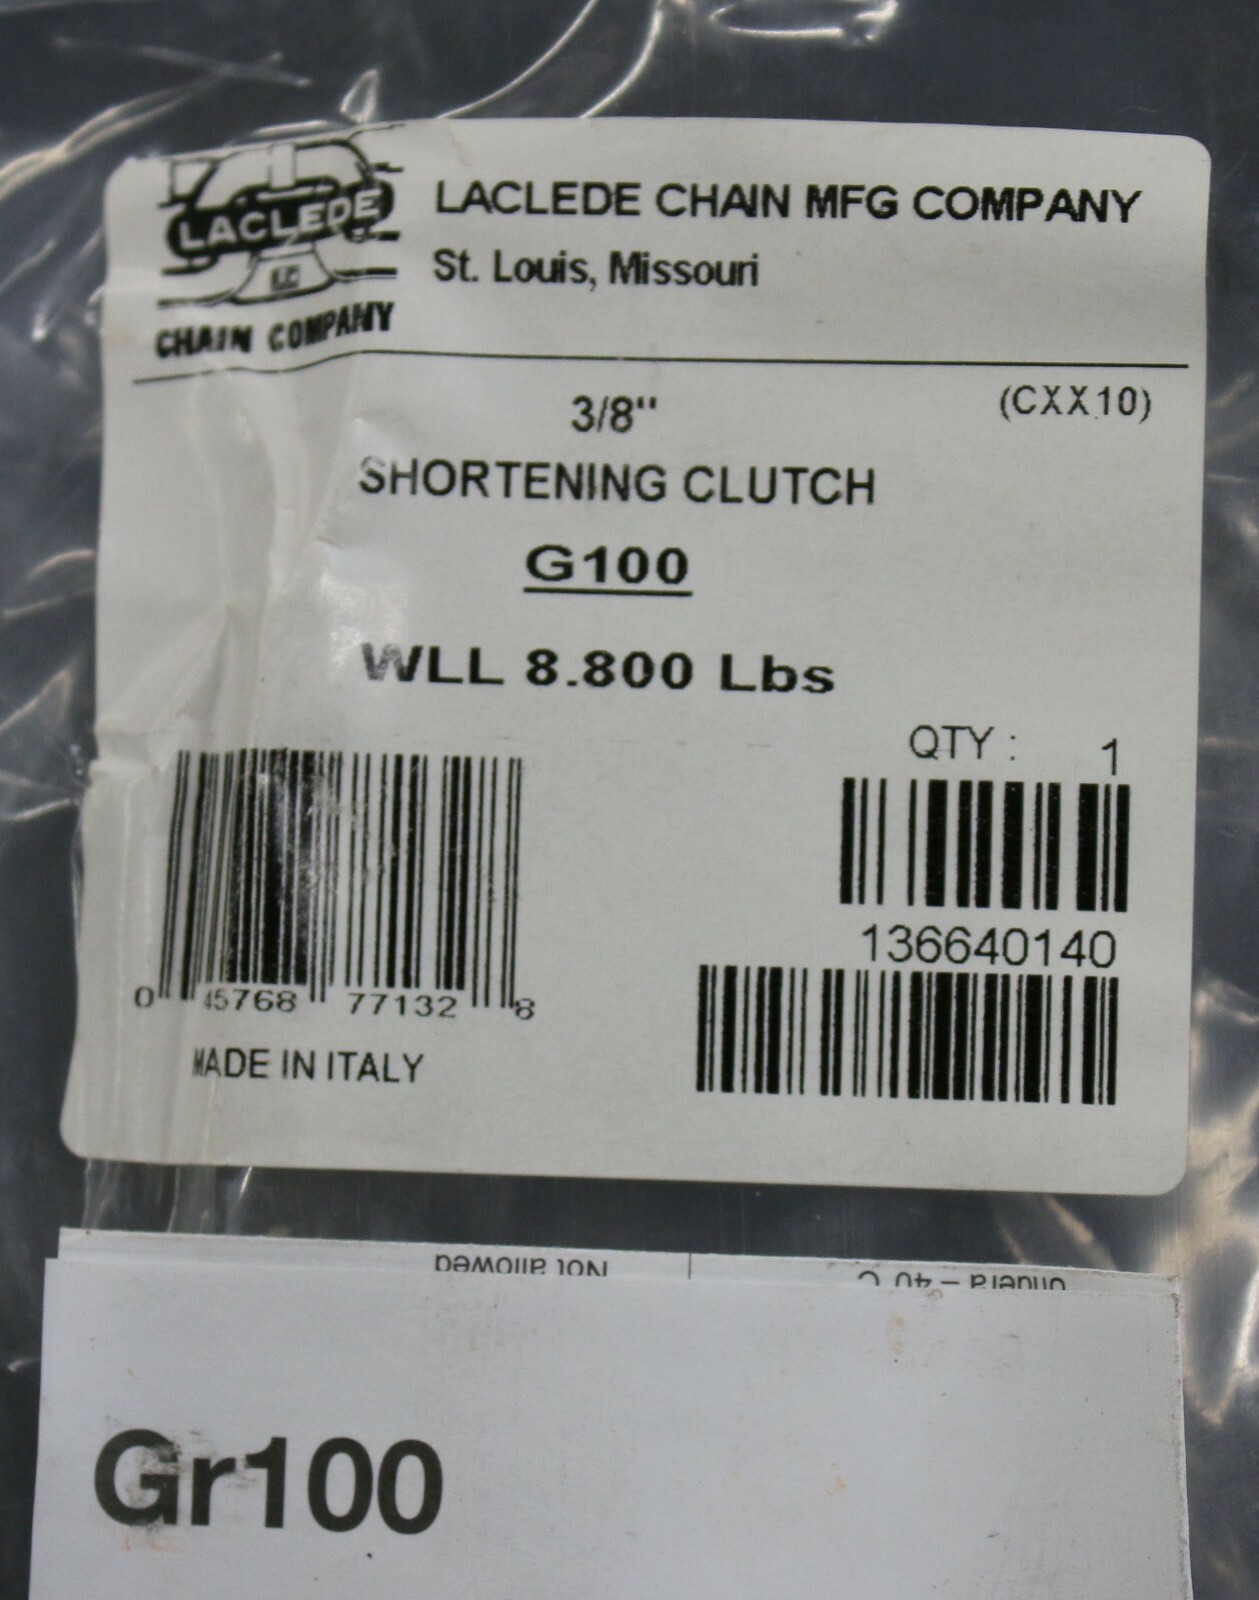 LACLEDE
LC
CHAIN COMPANY
LACLEDE CHAIN MFG COMPANY
St. Louis, Missouri
3/8"
(CXX10)
SHORTENING CLUTCH
G100
WLL 8.800 Lbs
QTY : 1
136640140
0 45768 77132 8
MADE IN ITALY
Not allowed
- 40 C
Gr100